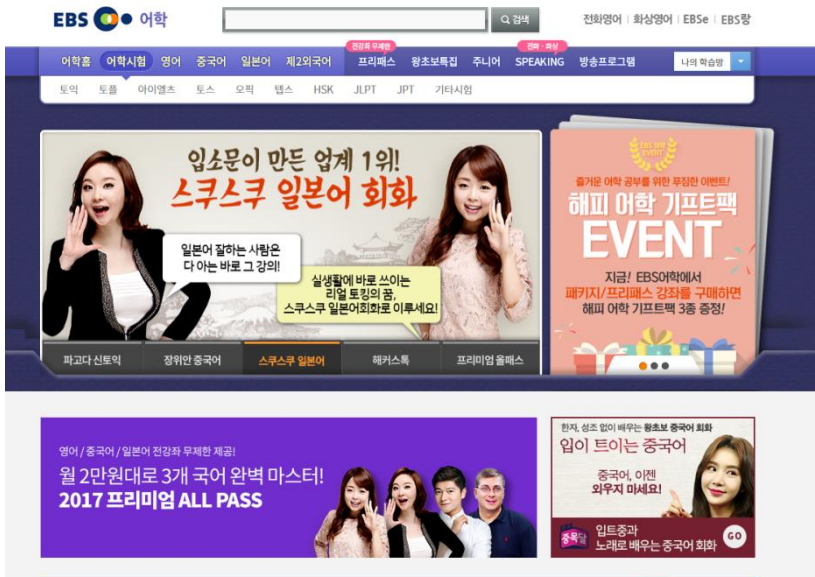 EBS 어학
검색
전화영어 | 화상영어 | EBSe | EBS랑
전강좌 무제한
전화·화상
어학홈 어학시험 영어 중국어 일본어 제2외국어 프리패스 왕초보특집 주니어 SPEAKING 방송프로그램 나의 학습방
토익 토플 아이엘츠 토스 오픽 텝스 HSK JLPT JPT 기타시험
입소문이 만든 업계 1위!
스쿠스쿠 일본어 회화
일본어 잘하는 사람은
다 아는 바로 그 강의!
실생활에 바로 쓰이는
리얼 토킹의 꿈,
스쿠스쿠 일본어회화로 이루세요!
파고다 신토익 장위안 중국어 스쿠스쿠 일본어 해커스톡 프리미엄 올패스
EBS 어학
EVENT
즐거운 어학 공부를 위한 푸짐한 이벤트!
해피 어학 기프트팩
EVENT
지금! EBS어학에서
패키지/프리패스 강좌를 구매하면
해피 어학 기프트팩 3종 증정!
영어 / 중국어 / 일본어 전강좌 무제한 제공!
월 2만원대로 3개 국어 완벽 마스터!
2017 프리미엄 ALL PASS
한자, 성조 없이 배우는 왕초보 중국어 회화
입이 트이는 중국어
중국어, 이젠
외우지 마세요!
EBS
중목달
입트중과
노래로 배우는 중국어 회화
GO